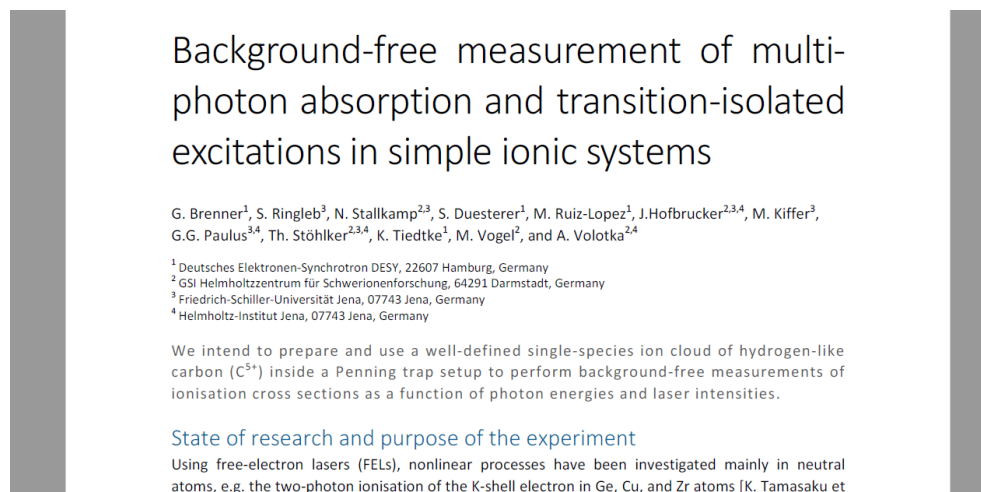 Background-free measurement of multi-
photon absorption and transition-isolated
excitations in simple ionic systems
G. Brenner1, S. Ringleb3, N. Stallkamp2,3, S. Duesterer1, M. Ruiz-Lopez1, J.Hofbrucker2,3,4, M. Kiffer3,
G.G. Paulus3,4, Th. Stöhlker2,3,4, K. Tiedtke1, M. Vogel2, and A. Volotka2,4
1 Deutsches Elektronen-Synchrotron DESY, 22607 Hamburg, Germany
2 GSI Helmholtzzentrum für Schwerionenforschung, 64291 Darmstadt, Germany
3 Friedrich-Schiller-Universität Jena, 07743 Jena, Germany
4 Helmholtz-Institut Jena, 07743 Jena, Germany
We intend to prepare and use a well-defined single-species ion cloud of hydrogen-like
carbon (C5+) inside a Penning trap setup to perform background-free measurements of
ionisation cross sections as a function of photon energies and laser intensities.
State of research and purpose of the experiment
Using free-electron lasers (FELs), nonlinear processes have been investigated mainly in neutral
atoms, e.g. the two-photon ionisation of the K-shell electron in Ge, Cu, and Zr atoms [K. Tamasaku et